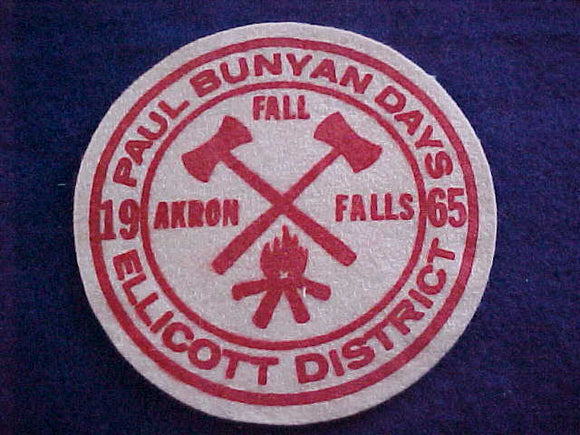 PAUL BUNYAN DAYS
FALL
19 AKRON FALLS 65
ELLICOTT DISTRICT